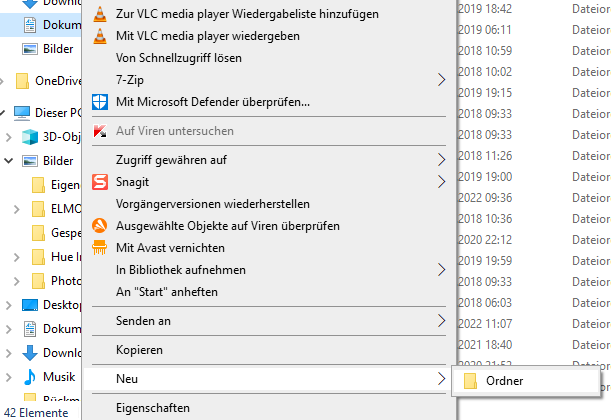 Downlo
Dokum
Bilder
OneDrive
Dieser PC
3D-Obj
Bilder
Eigen
ELMO
Gespe
Hue In
Photo
Desktop
Dokum
Downlo
Musik
42 Elemente
Zur VLC media player Wiedergabeliste hinzufügen
Mit VLC media player wiedergeben
Von Schnellzugriff lösen
7-Zip
Mit Microsoft Defender überprüfen...
Auf Viren untersuchen
Zugriff gewähren auf
Snagit
Vorgängerversionen wiederherstellen
Ausgewählte Objekte auf Viren überprüfen
Mit Avast vernichten
In Bibliothek aufnehmen
An "Start" anheften
Senden an
Kopieren
Neu
Eigenschaften
Ordner
2019 18:42 Dateior
2019 06:11 Dateior
2018 10:59 Dateior
2018 10:02 Dateior
2018 19:15 Dateior
2018 09:33 Dateior
2018 09:33 Dateior
2018 11:26 Dateior
2019 19:00 Dateior
2022 09:36 Dateior
2018 10:36 Dateior
2020 22:12 Dateior
2019 19:59 Dateior
2018 09:33 Dateior
2018 06:03 Dateior
2022 11:07 Dateior
2021 18:40 Dateior